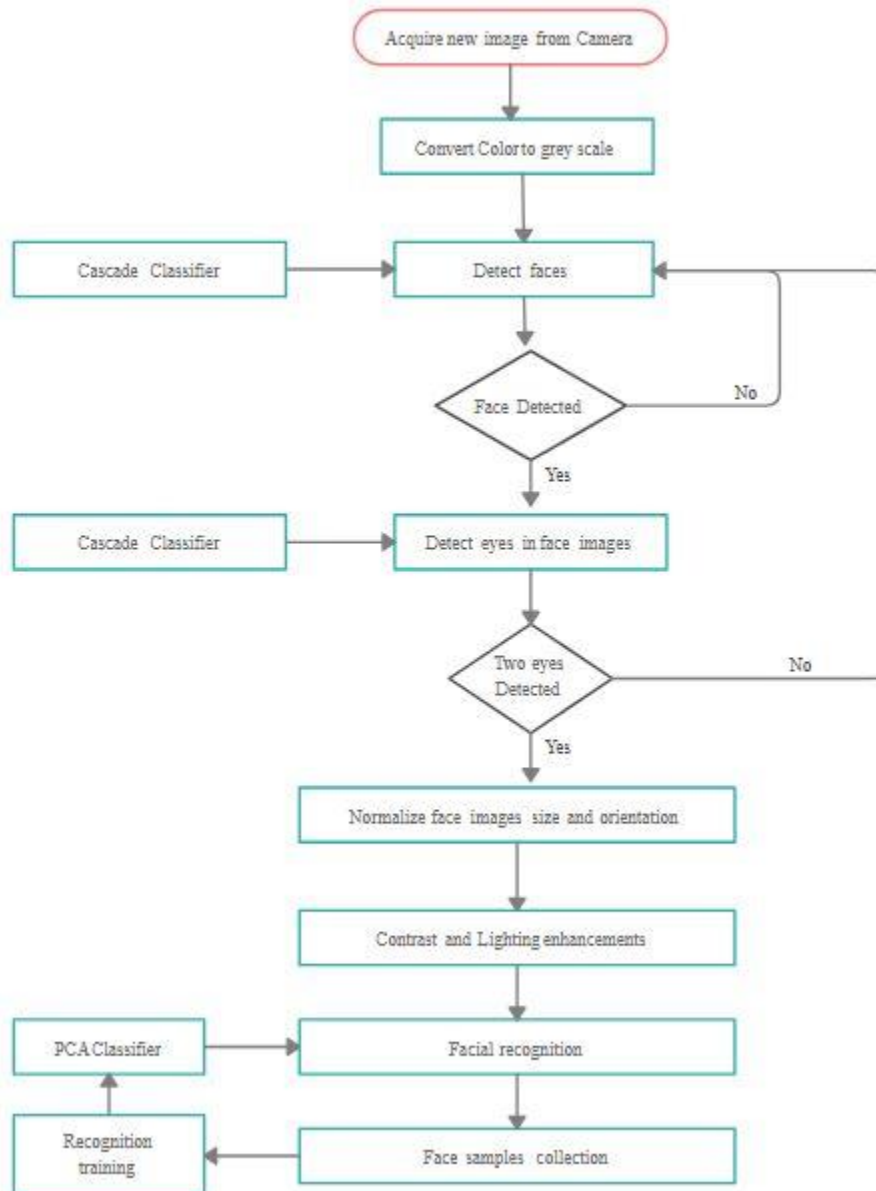 Acquire new image from Camera
Convert Color to grey scale
Cascade Classifier
Detect faces
Face Detected
No
Yes
Cascade Classifier
Detect eyes in face images
Two eyes
Detected
No
Yes
Normalize face images size and orientation
Contrast and Lighting enhancements
PCA Classifier
Facial recognition
Recognition
training
Face samples collection